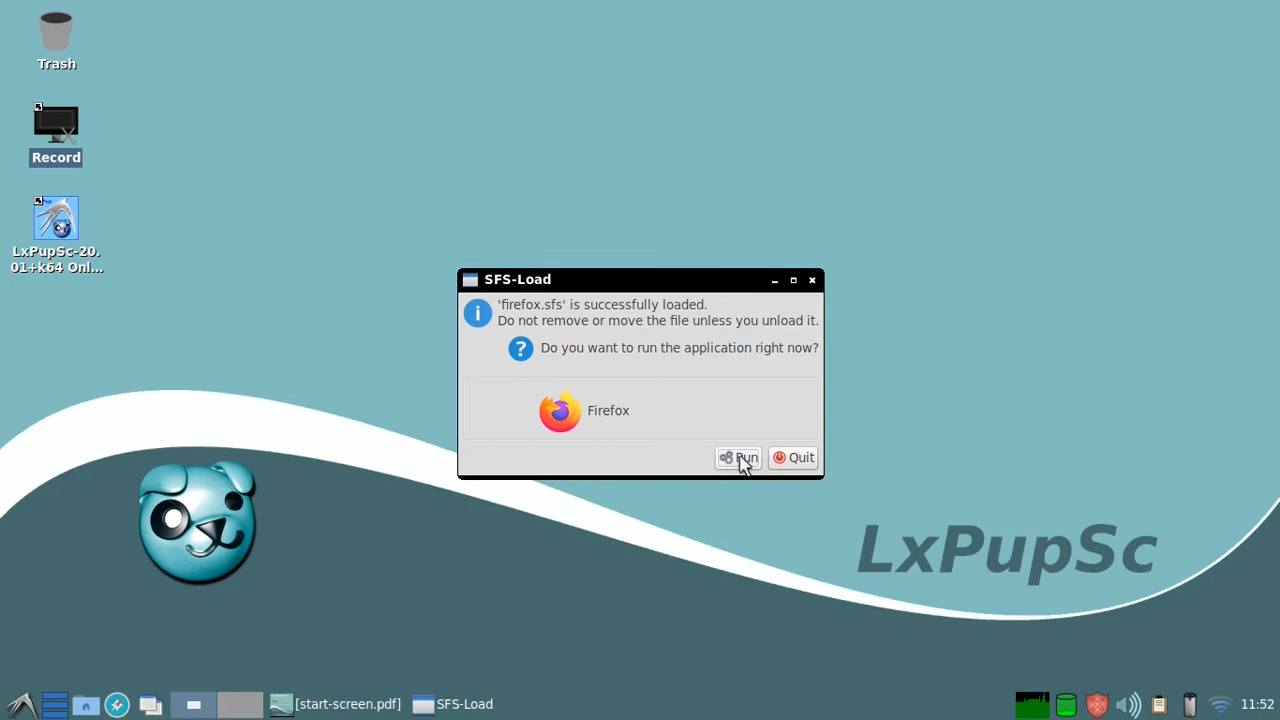 Trash
Record
LxPupSc-20.
01+k64 Onl...
SFS-Load
'firefox.sfs' is successfully loaded.
Do not remove or move the file unless you unload it.
Do you want to run the application right now?
Firefox
Run
Quit
LxPupSc
[start-screen.pdf]
SFS-Load
11:52